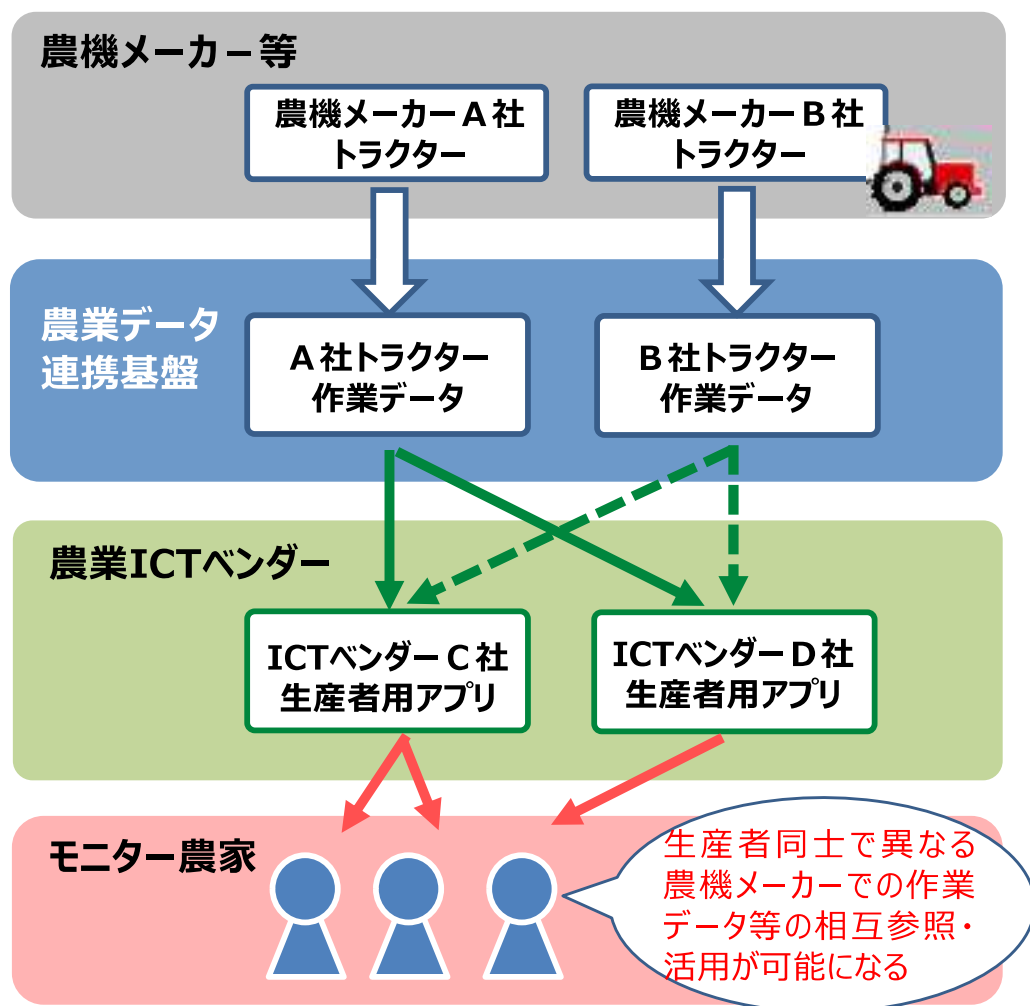 農機メーカー等
農機メーカーA社
トラクター
農機メーカーB社
トラクター
農業データ
連携基盤
A社トラクター
作業データ
B社トラクター
作業データ
農業ICTベンダー
ICTベンダーC社
生産者用アプリ
ICTベンダーD社
生産者用アプリ
モニター農家
生産者同士で異なる
農機メーカーでの作業
データ等の相互参照・
活用が可能になる